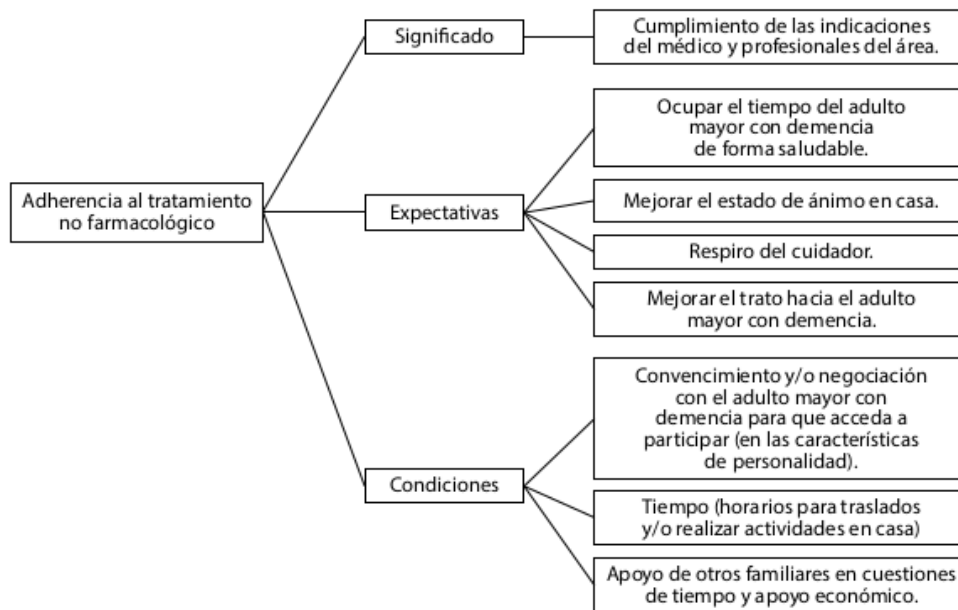 Adherencia al tratamiento
no farmacológico
Significado
Cumplimiento de las indicaciones
del médico y profesionales del área.
Expectativas
Ocupar el tiempo del adulto
mayor con demencia
de forma saludable.
Mejorar el estado de ánimo en casa.
Respiro del cuidador.
Mejorar el trato hacia el adulto
mayor con demencia.
Condiciones
Convencimiento y/o negociación
con el adulto mayor con
demencia para que acceda a
participar (en las características
de personalidad).
Tiempo (horarios para traslados
y/o realizar actividades en casa)
Apoyo de otros familiares en cuestiones
de tiempo y apoyo económico.